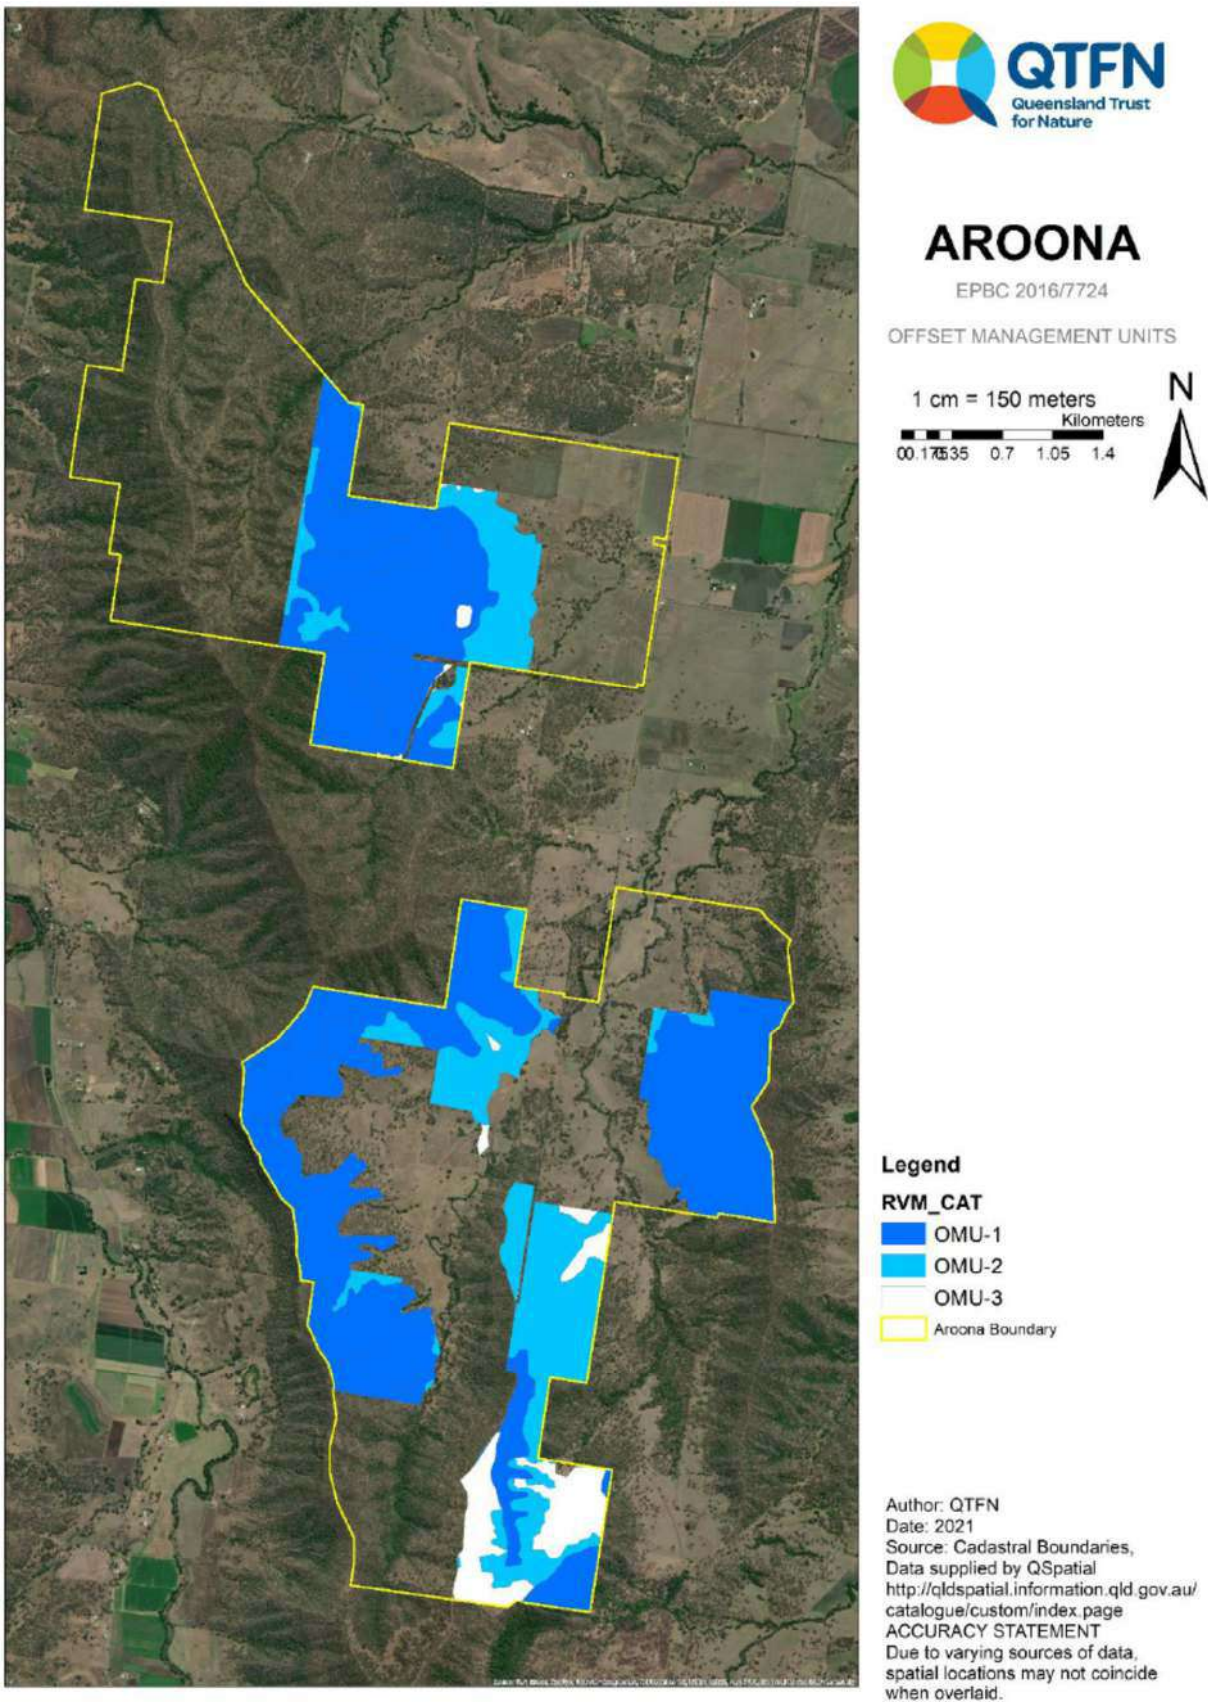 QTFN
Queensland Trust
for Nature
AROONA
EPBC 2016/7724
OFFSET MANAGEMENT UNITS
N
1 cm = 150 meters
Kilometers
0.7 1.05 1.4
Legend
RVM_CAT
OMU-1
OMU-2
OMU-3
Aroona Boundary
Author: QTFN
Date: 2021
Source: Cadastral Boundaries,
Data supplied by QSpatial
http://qldspatial.information.qld.gov.au/
catalogue/custom/index.page
ACCURACY STATEMENT
Due to varying sources of data,
spatial locations may not coincide
when overlaid.